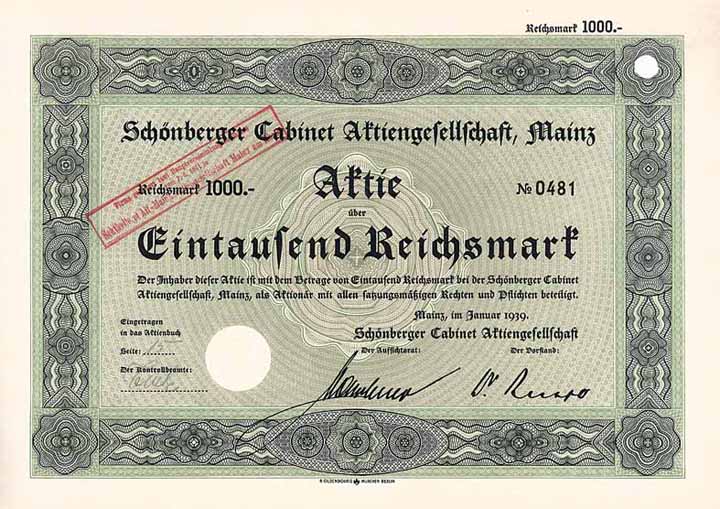 Reichsmark 1000.-
Schönberger Cabinet Aktiengesellschaft, Mainz
Reichsmark 1000.-
Aktie
№ 0481
über
Eintausend Reichsmark
Der Inhaber dieser Aktie ist mit dem Betrage von Eintausend Reichsmark bei der Schönberger Cabinet
Aktiengesellschaft, Mainz, als Aktionär mit allen satzungsmäßigen Rechten und Pflichten beteiligt.
Mainz, im Januar 1939.
Schönberger Cabinet Aktiengesellschaft
Eingetragen
in das Aktienbuch
Seite:
Der Kontrollbeamte:
Der Aufsichtsrat:
Der Vorstand:
R. OLDENBOURG MÜNCHEN BERLIN